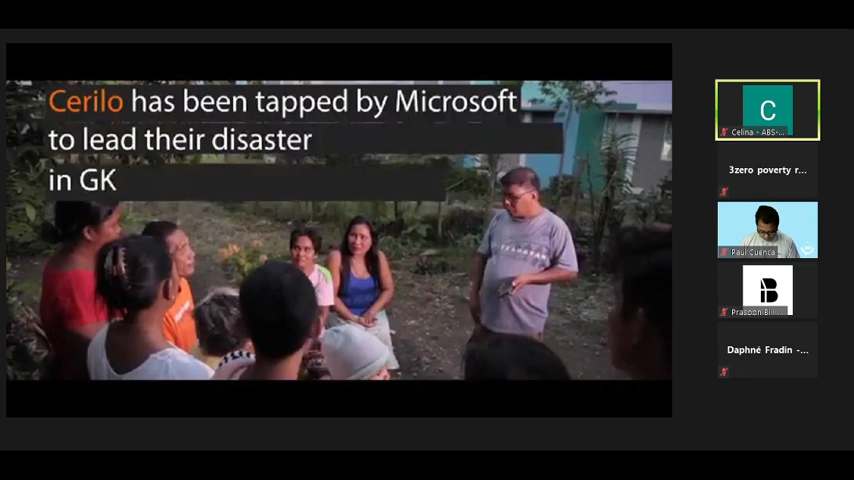 Cerilo has been tapped by Microsoft
to lead their disaster
in GK
C
Celina - ABS-...
3zero poverty r...
Paul Cuenca
Daphné Fradin -...